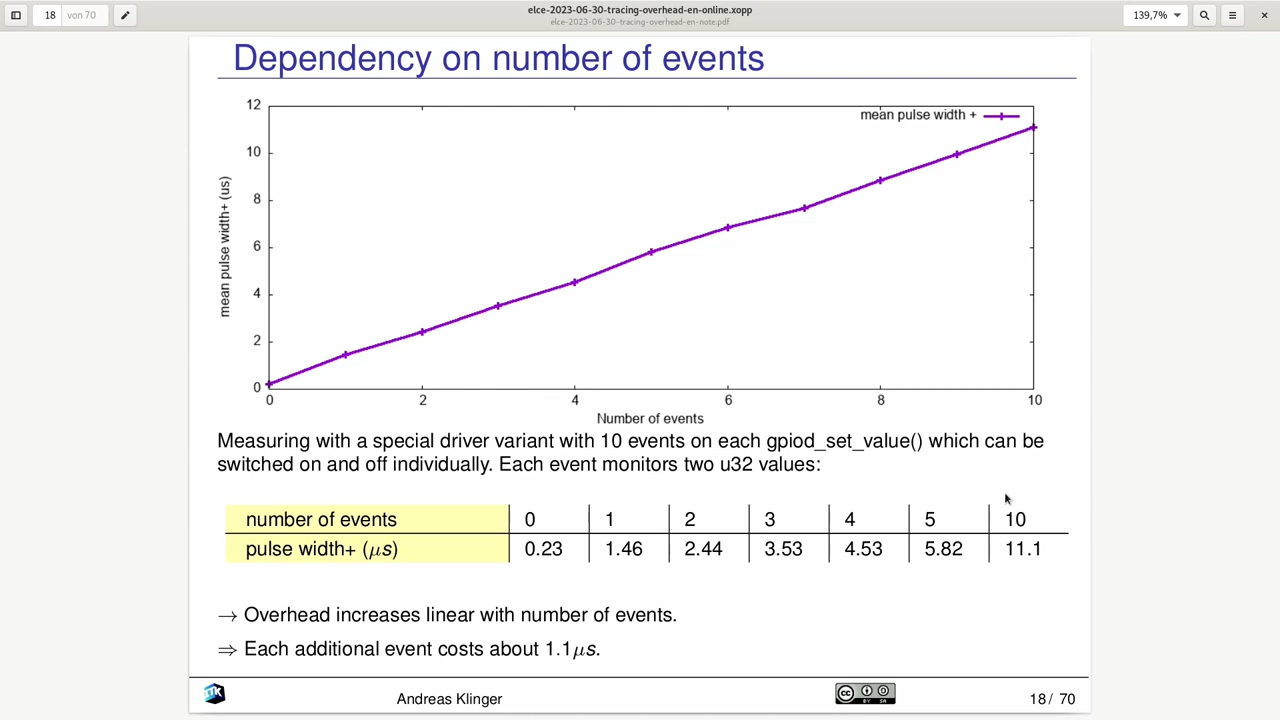 18 von 70
elce-2023-06-30-tracing-overhead-en-online.xopp
elce-2023-06-30-tracing-overhead-en-note.pdf
139,7%
Dependency on number of events
mean pulse width +
12
10
8
6
4
2
0
mean pulse width+ (us)
0 2 4 6 8 10
Number of events
Measuring with a special driver variant with 10 events on each gpiod_set_value() which can be
switched on and off individually. Each event monitors two u32 values:
number of events 0 1 2 3 4 5 10
pulse width+ (μs) 0.23 1.46 2.44 3.53 4.53 5.82 11.1
→ Overhead increases linear with number of events.
⇒ Each additional event costs about 1.1μs.
Andreas Klinger
cc BY SA
18 / 70